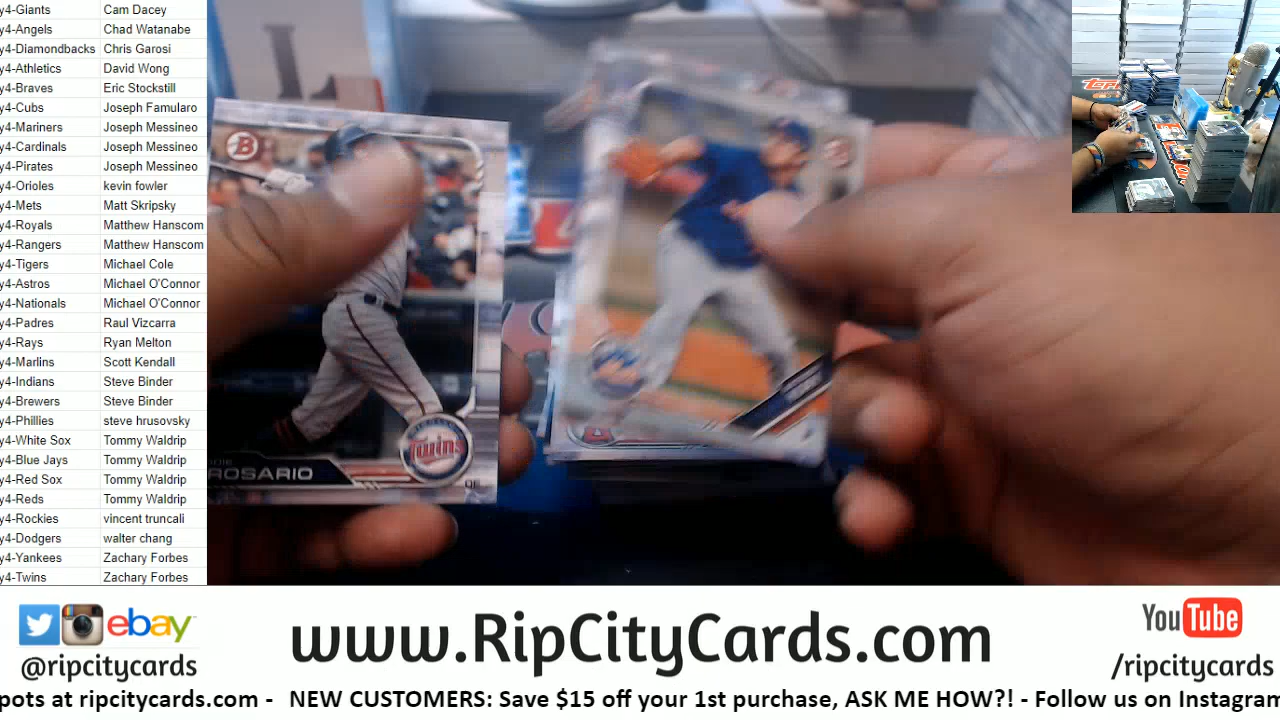 y4-Giants Cam Dacey
y4-Angels Chad Watanabe
y4-Diamondbacks Chris Garosi
y4-Athletics David Wong
y4-Braves Eric Stockstill
y4-Cubs Joseph Famularo
y4-Mariners Joseph Messineo
y4-Cardinals Joseph Messineo
y4-Pirates Joseph Messineo
y4-Orioles kevin fowler
y4-Mets Matt Skripsky
y4-Royals Matthew Hanscom
y4-Rangers Matthew Hanscom
y4-Tigers Michael Cole
y4-Astros Michael O'Connor
y4-Nationals Michael O'Connor
y4-Padres Raul Vizcarra
y4-Rays Ryan Melton
y4-Marlins Scott Kendall
y4-Indians Steve Binder
y4-Brewers Steve Binder
y4-Phillies steve hrusovsky
y4-White Sox Tommy Waldrip
y4-Blue Jays Tommy Waldrip
y4-Red Sox Tommy Waldrip
y4-Reds Tommy Waldrip
y4-Rockies vincent truncali
y4-Dodgers walter chang
y4-Yankees Zachary Forbes
y4-Twins Zachary Forbes
B
Twins
ROSARIO
OF
ebay
@ripcitycards
www.RipCityCards.com
YouTube
/ripcitycards
pots at ripcitycards.com - NEW CUSTOMERS: Save $15 off your 1st purchase, ASK ME HOW?! - Follow us on Instagram